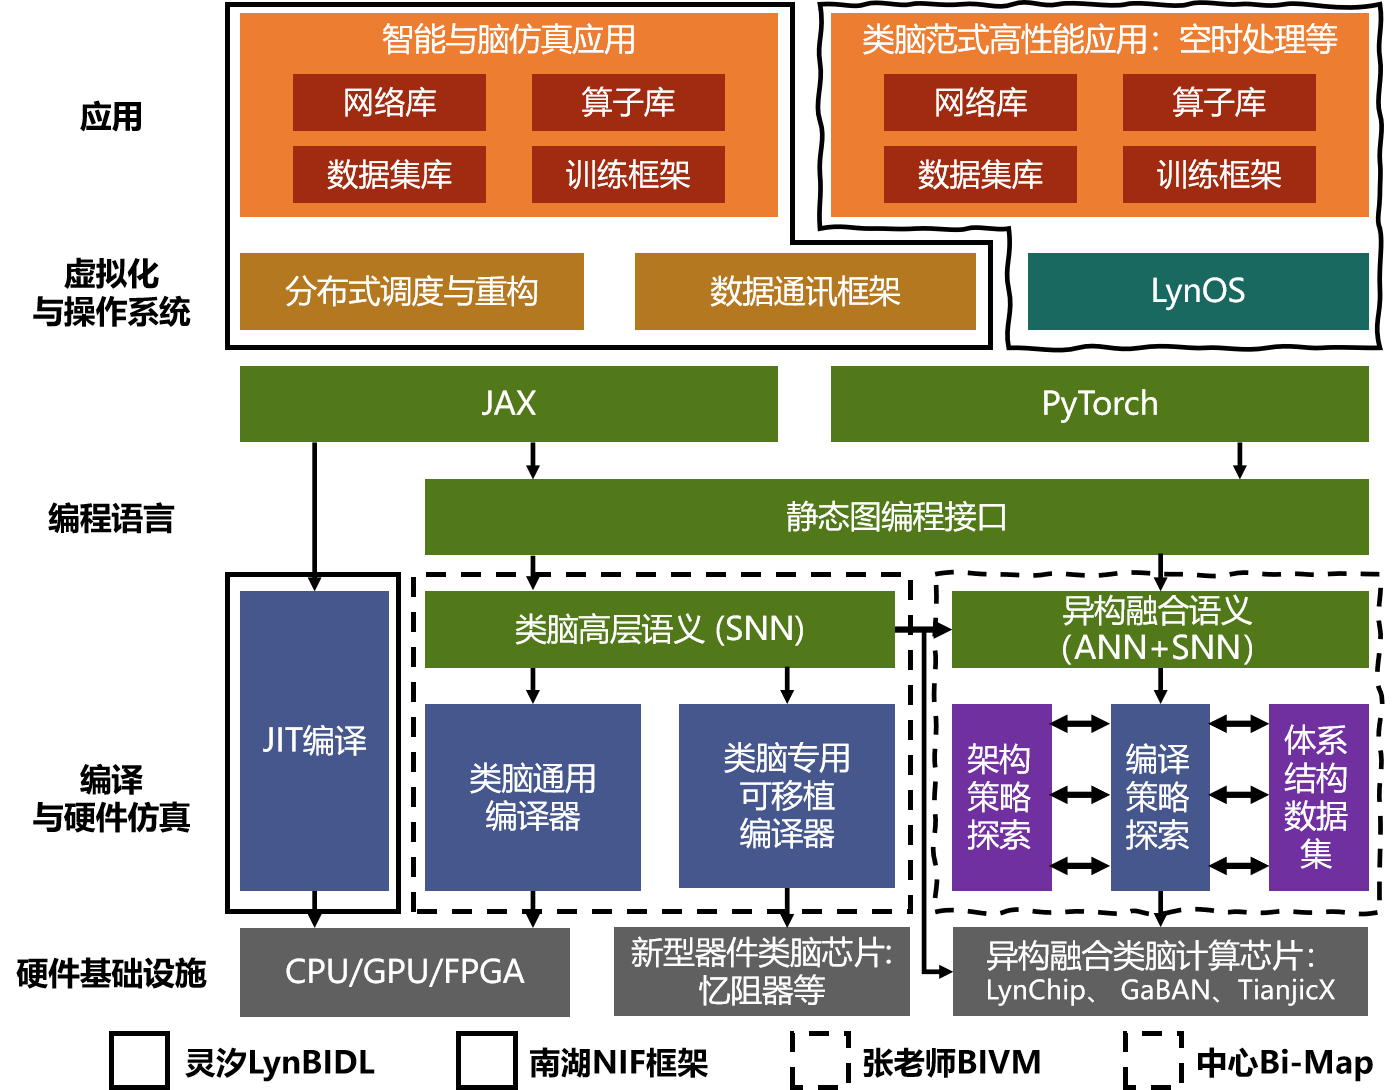 智能与脑仿真应用
网络库
算子库
数据集库
训练框架
类脑范式高性能应用：空时处理等
网络库
算子库
数据集库
训练框架
应用
虚拟化
与操作系统
分布式调度与重构
数据通讯框架
LynOS
JAX
PyTorch
编程语言
静态图编程接口
类脑高层语义 (SNN)
异构融合语义
（ANN+SNN）
编译
与硬件仿真
JIT编译
类脑通用
编译器
类脑专用
可移植
编译器
架构
策略
探索
编译
策略
探索
体系
结构
数据
集
硬件基础设施
CPU/GPU/FPGA
新型器件类脑芯片:
忆阻器等
异构融合类脑计算芯片：
LynChip、 GaBAN、TianjicX
灵汐LynBIDL
南湖NIF框架
张老师BIVM
中心Bi-Map